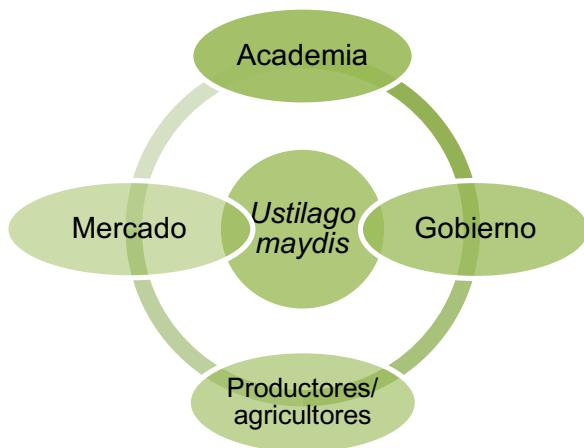 Academia
Mercado
Ustilago
maydis
Gobierno
Productores/
agricultores